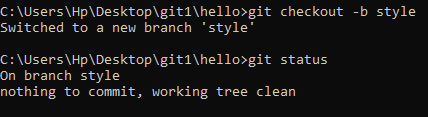 C:\Users\Hp\Desktop\git1\hello>git checkout -b style
Switched to a new branch 'style'
C:\Users\Hp\Desktop\git1\hello>git status
On branch style
nothing to commit, working tree clean